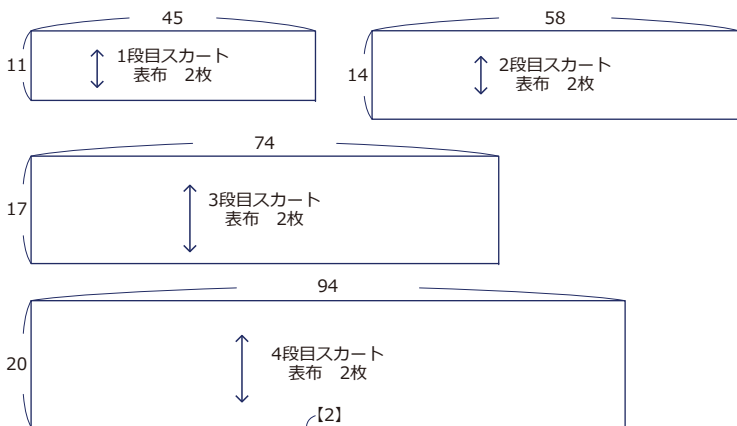 45
11
1段目スカート
表布　2枚
58
14
2段目スカート
表布　2枚
74
17
3段目スカート
表布　2枚
94
20
4段目スカート
表布　2枚
【2】